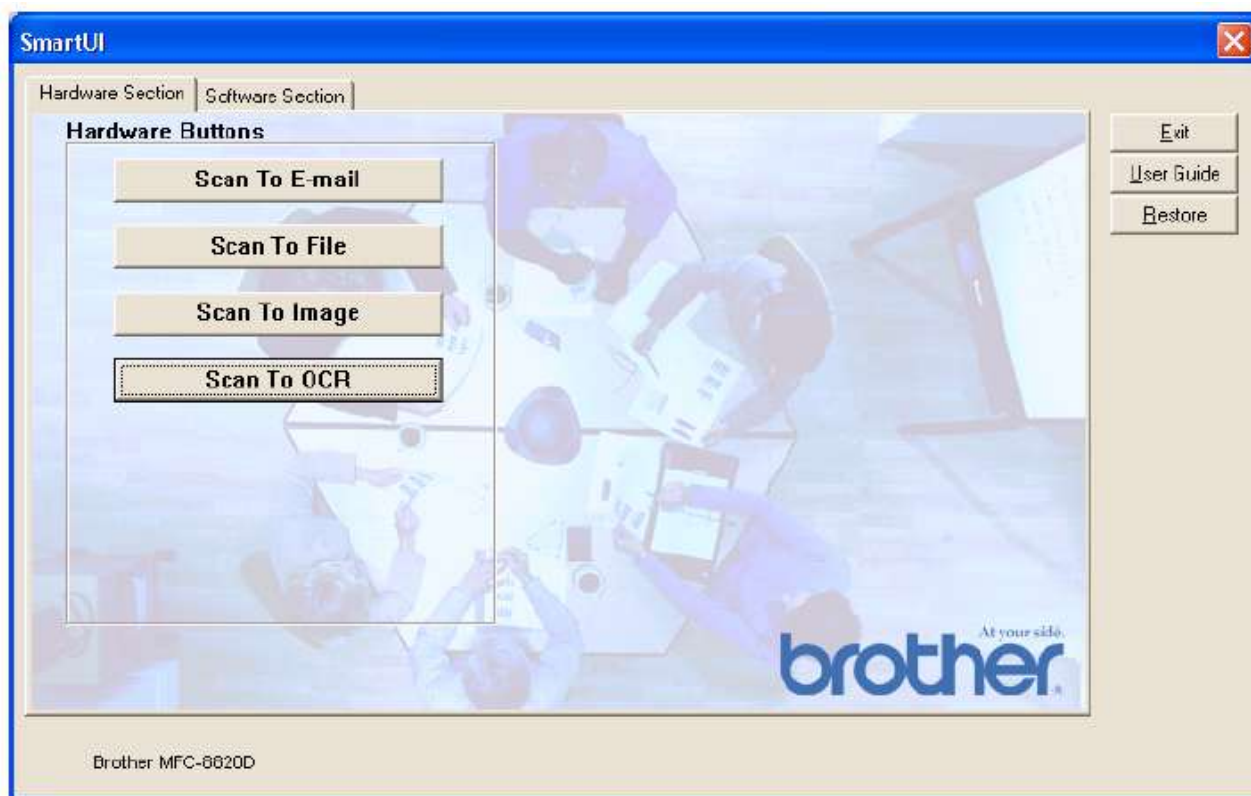 SmartUI
Hardware Section Software Section
Hardware Buttons
Scan To E-mail
Scan To File
Scan To Image
Scan To OCR
Exit
User Guide
Restore
At your side.
brother
Brother MFC-8820D